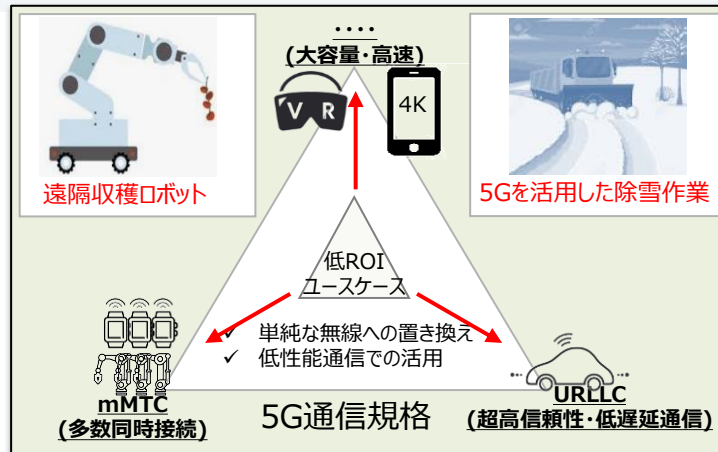 ‥‥
(大容量・高速)
VR
4K
遠隔収穫ロボット
5Gを活用した除雪作業
低ROI
ユースケース
✓ 単純な無線への置き換え
✓ 低性能通信での活用
mMTC
(多数同時接続)
5G通信規格
URLLC
(超高信頼性・低遅延通信)